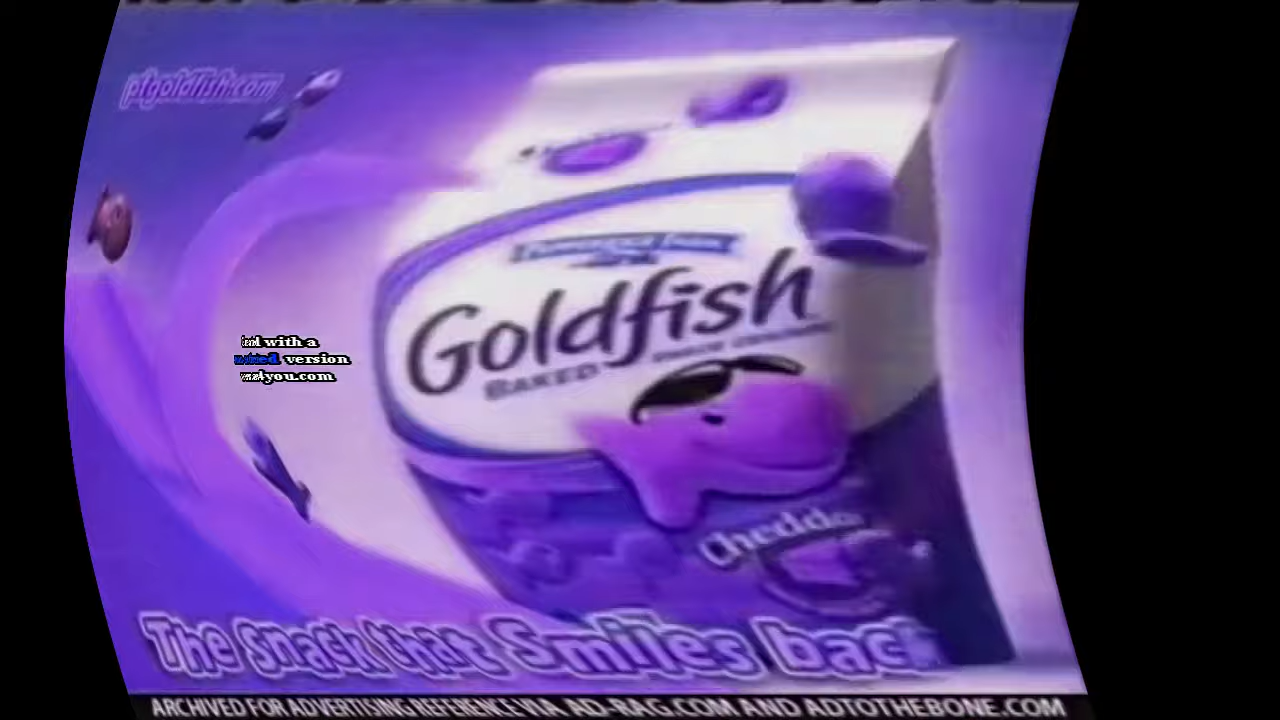 pfgoldfish.com
Goldfish
BAKED
with a
version
you.com
Cheddar
The Snack that Smiles back
ARCHIVED FOR ADVERTISING REFERENCE VIA AD-RAG.COM AND ADTOTHEBONE.COM